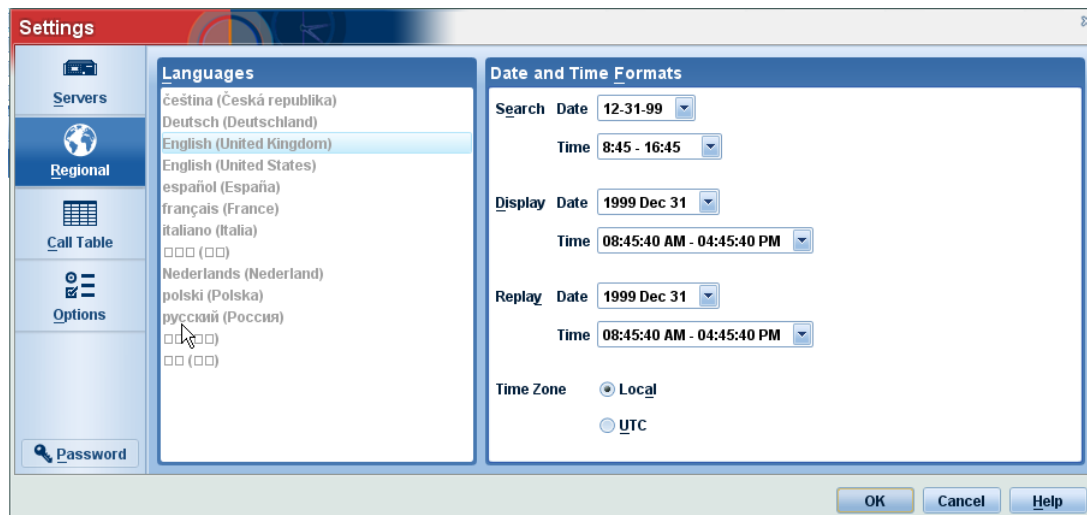 Settings
Servers
Regional
Call Table
Options
Password
Languages
čeština (Česká republika)
Deutsch (Deutschland)
English (United Kingdom)
English (United States)
español (España)
français (France)
italiano (Italia)
□□□ (□□)
Nederlands (Nederland)
polski (Polska)
русский (Россия)
□□ (□□)
Date and Time Formats
Search Date 12-31-99
Time 8:45 - 16:45
Display Date 1999 Dec 31
Time 08:45:40 AM - 04:45:40 PM
Replay Date 1999 Dec 31
Time 08:45:40 AM - 04:45:40 PM
Time Zone Local
UTC
OK Cancel Help